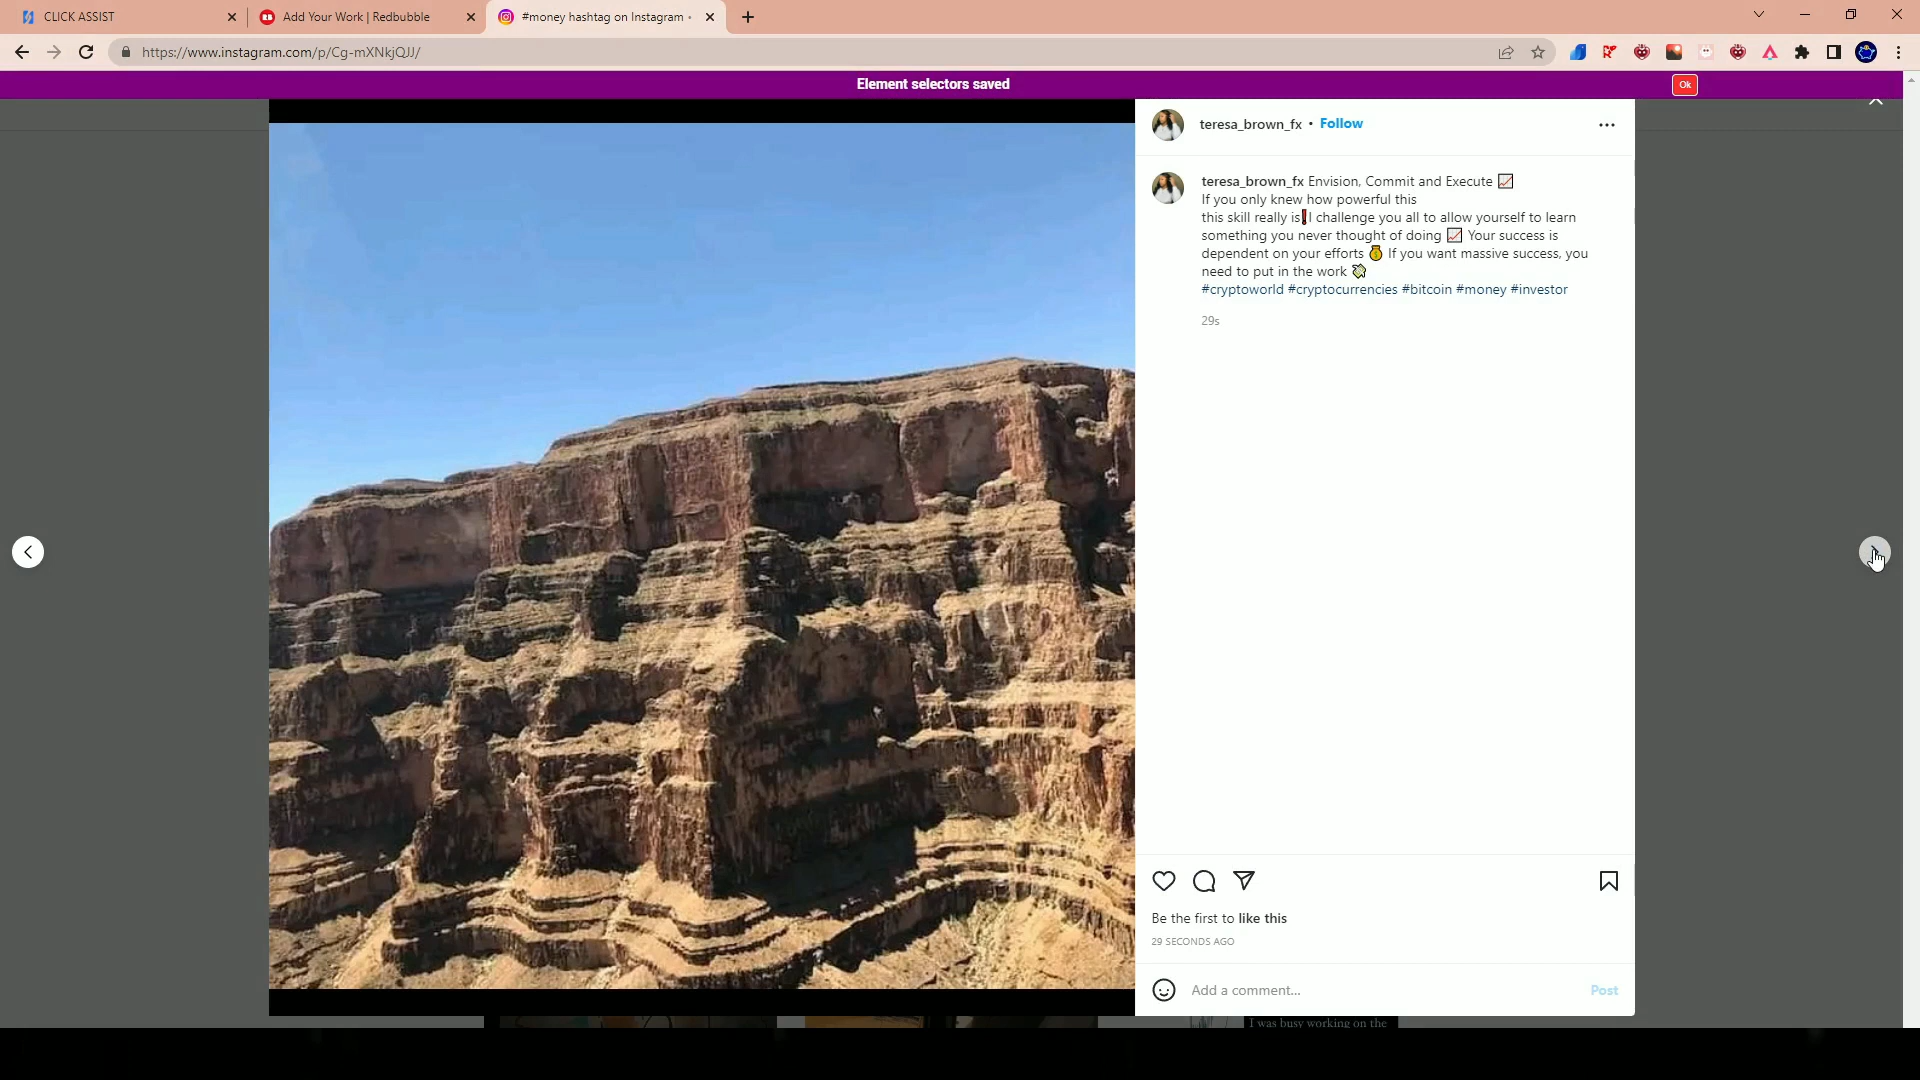 CLICK ASSIST
Add Your Work | Redbubble
#money hashtag on Instagram •
https://www.instagram.com/p/Cg-mXNkjQJJ/
Element selectors saved
Ok
teresa_brown_fx • Follow
teresa_brown_fx Envision, Commit and Execute 📈
If you only knew how powerful this
this skill really is❗I challenge you all to allow yourself to learn
something you never thought of doing 📈 Your success is
dependent on your efforts 💰 If you want massive success, you
need to put in the work 💸
#cryptoworld #cryptocurrencies #bitcoin #money #investor
29s
Be the first to like this
29 SECONDS AGO
Add a comment...
Post
I was busy working on the